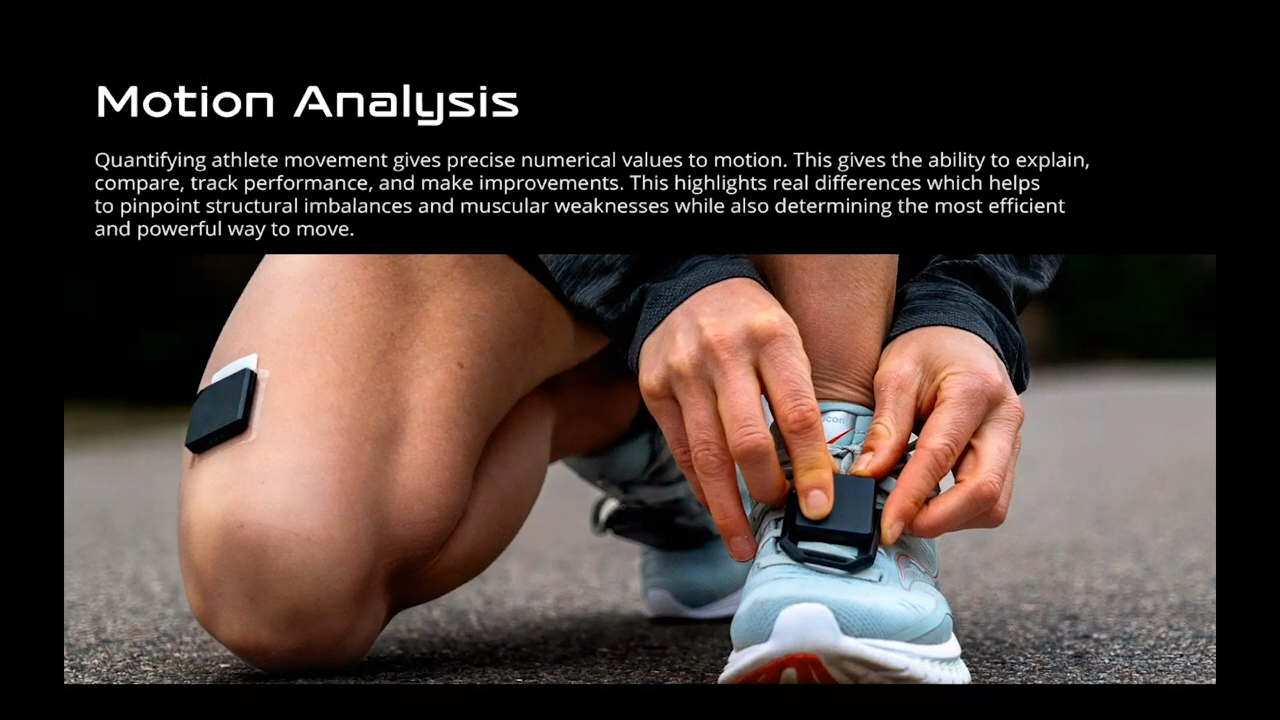 Motion Analysis
Quantifying athlete movement gives precise numerical values to motion. This gives the ability to explain,
compare, track performance, and make improvements. This highlights real differences which helps
to pinpoint structural imbalances and muscular weaknesses while also determining the most efficient
and powerful way to move.